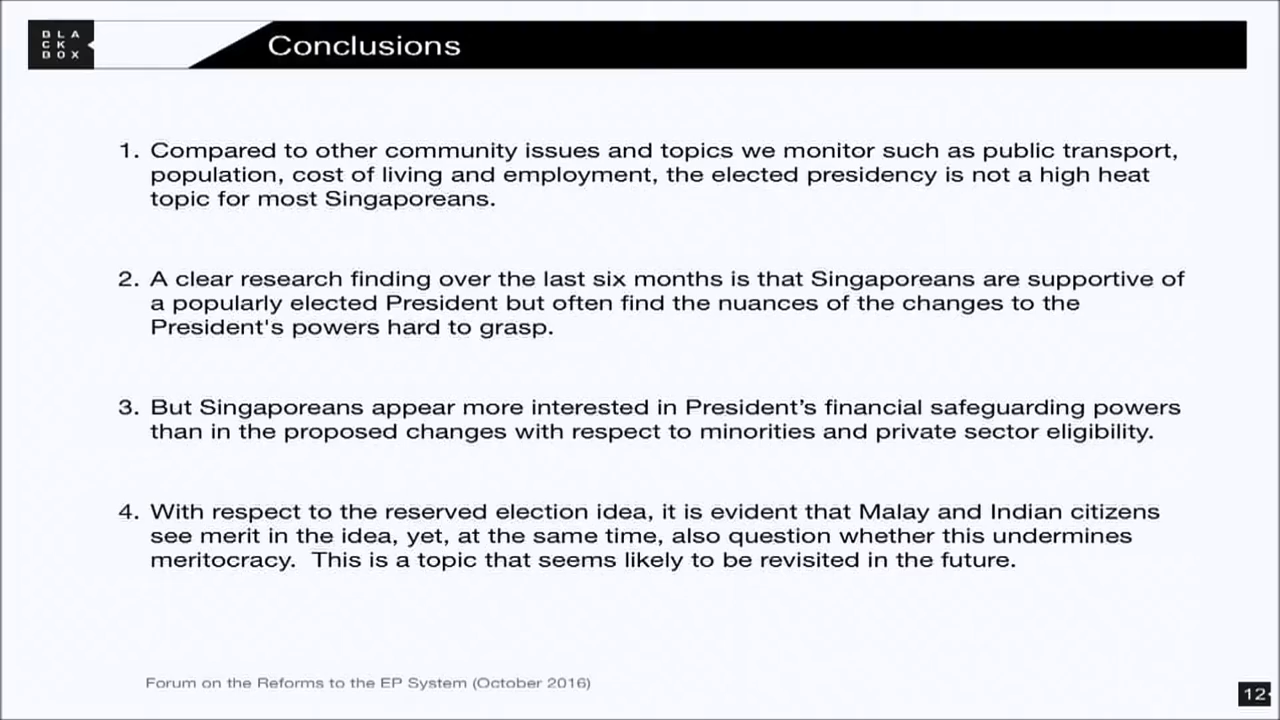 BLA
CK
BOX
Conclusions
1. Compared to other community issues and topics we monitor such as public transport,
population, cost of living and employment, the elected presidency is not a high heat
topic for most Singaporeans.
2. A clear research finding over the last six months is that Singaporeans are supportive of
a popularly elected President but often find the nuances of the changes to the
President's powers hard to grasp.
3. But Singaporeans appear more interested in President’s financial safeguarding powers
than in the proposed changes with respect to minorities and private sector eligibility.
4. With respect to the reserved election idea, it is evident that Malay and Indian citizens
see merit in the idea, yet, at the same time, also question whether this undermines
meritocracy.  This is a topic that seems likely to be revisited in the future.
Forum on the Reforms to the EP System (October 2016)
12